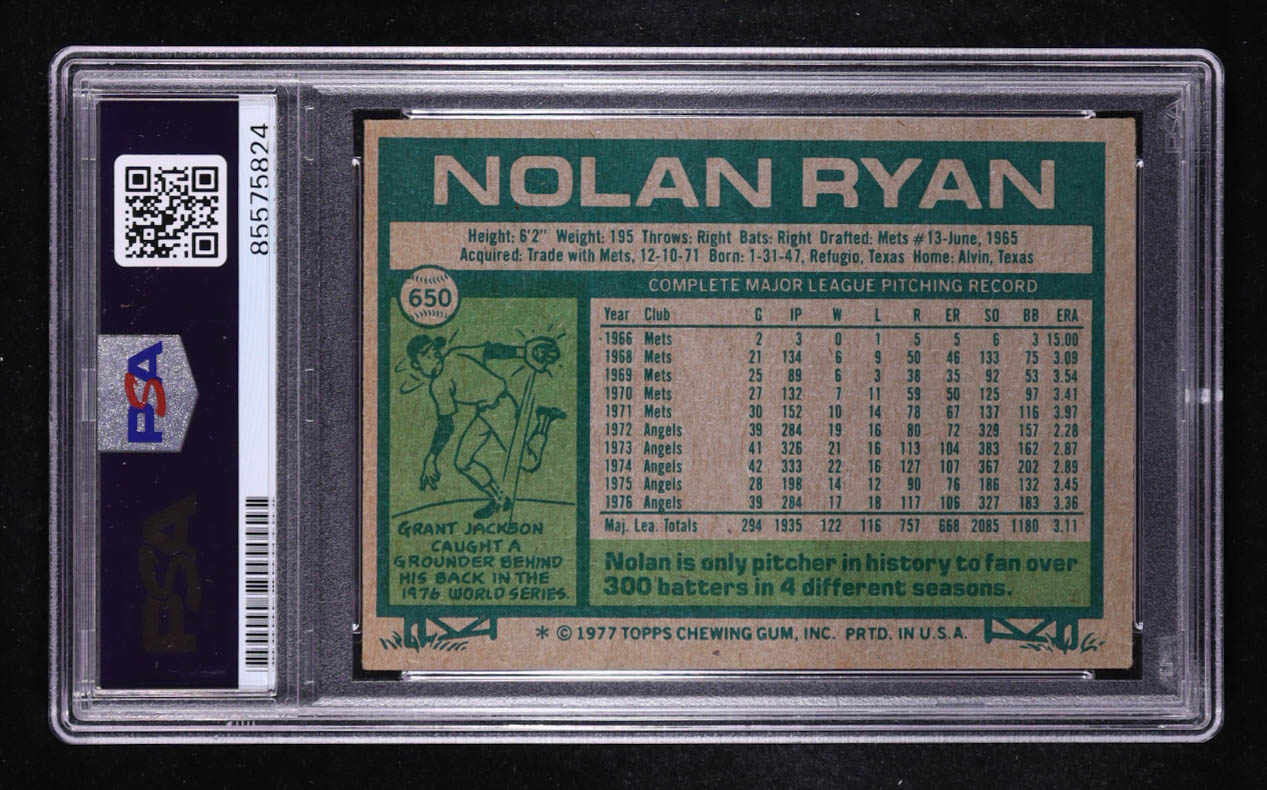 85575824
PSA
PSA
NOLAN RYAN
Height: 6'2" Weight: 195 Throws: Right Bats: Right Drafted: Mets #13-June, 1965
Acquired: Trade with Mets, 12-10-71 Born: 1-31-47, Refugio, Texas Home: Alvin, Texas
650
COMPLETE MAJOR LEAGUE PITCHING RECORD
Year Club G IP W L R ER SO BB ERA
1966 Mets 2 3 0 1 5 5 6 3 15.00
1968 Mets 21 134 6 9 50 46 133 75 3.09
1969 Mets 25 89 6 3 38 35 92 53 3.54
1970 Mets 27 132 7 11 59 50 125 97 3.41
1971 Mets 30 152 10 14 78 67 137 116 3.97
1972 Angels 39 284 19 16 80 72 329 157 2.28
1973 Angels 41 326 21 16 113 104 383 162 2.87
1974 Angels 42 333 22 16 127 107 367 202 2.89
1975 Angels 28 198 14 12 90 76 186 132 3.45
1976 Angels 39 284 17 18 117 106 327 183 3.36
Maj. Lea. Totals 294 1935 122 116 757 668 2085 1180 3.11
GRANT JACKSON
CAUGHT A
GROUNDER BEHIND
HIS BACK IN THE
1976 WORLD SERIES.
Nolan is only pitcher in history to fan over
300 batters in 4 different seasons.
* © 1977 TOPPS CHEWING GUM, INC. PRTD. IN U.S.A.